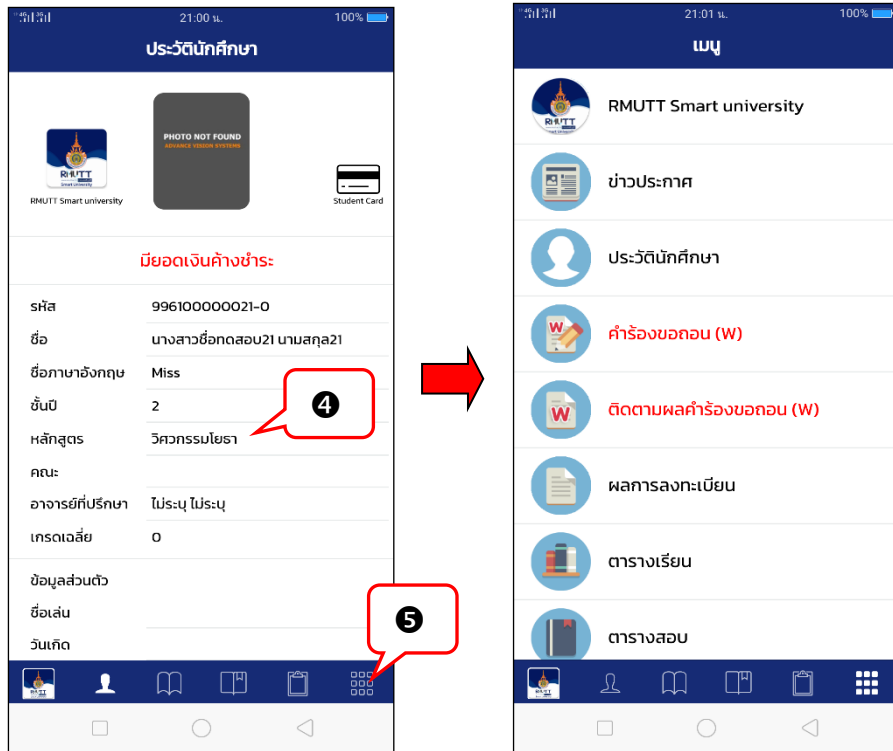 21:00 น.
100%
ประวัตินักศึกษา
PHOTO NOT FOUND
ADVANCE VISION SYSTEMS
RMUTT
Smart University
RMUTT Smart university
Student Card
มียอดเงินค้างชำระ
รหัส 996100000021-0
ชื่อ นางสาวชื่อทดสอบ21 นามสกุล21
ชื่อภาษาอังกฤษ Miss
ชั้นปี 2
หลักสูตร วิศวกรรมโยธา
คณะ
อาจารย์ที่ปรึกษา ไม่ระบุ ไม่ระบุ
เกรดเฉลี่ย 0
ข้อมูลส่วนตัว
ชื่อเล่น
วันเกิด
❹
❺
RMUTT
21:01 น.
100%
เมนู
RMUTT
RMUTT Smart university
ข่าวประกาศ
ประวัตินักศึกษา
W
คำร้องขอถอน (W)
W
ติดตามผลคำร้องขอถอน (W)
ผลการลงทะเบียน
ตารางเรียน
ตารางสอบ
RMUTT